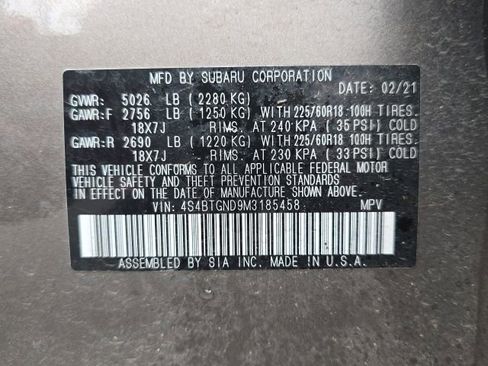 MFD BY SUBARU CORPORATION
DATE: 02/21
GVWR: 5026 LB ( 2280 KG)
GAWR:F 2756 LB ( 1250 KG) WITH 225/60R18 100H TIRES,
18X7J RIMS, AT 240 KPA ( 35 PSI) COLD
GAWR:R 2690 LB ( 1220 KG) WITH 225/60R18 100H TIRES,
18X7J RIMS, AT 230 KPA ( 33 PSI) COLD
THIS VEHICLE CONFORMS TO ALL APPLICABLE FEDERAL MOTOR
VEHICLE SAFETY AND THEFT PREVENTION STANDARDS
IN EFFECT ON THE DATE OF MANUFACTURE SHOWN ABOVE.
VIN: 4S4BTGND9M3185458 MPV
ASSEMBLED BY SIA INC. MADE IN U.S.A.